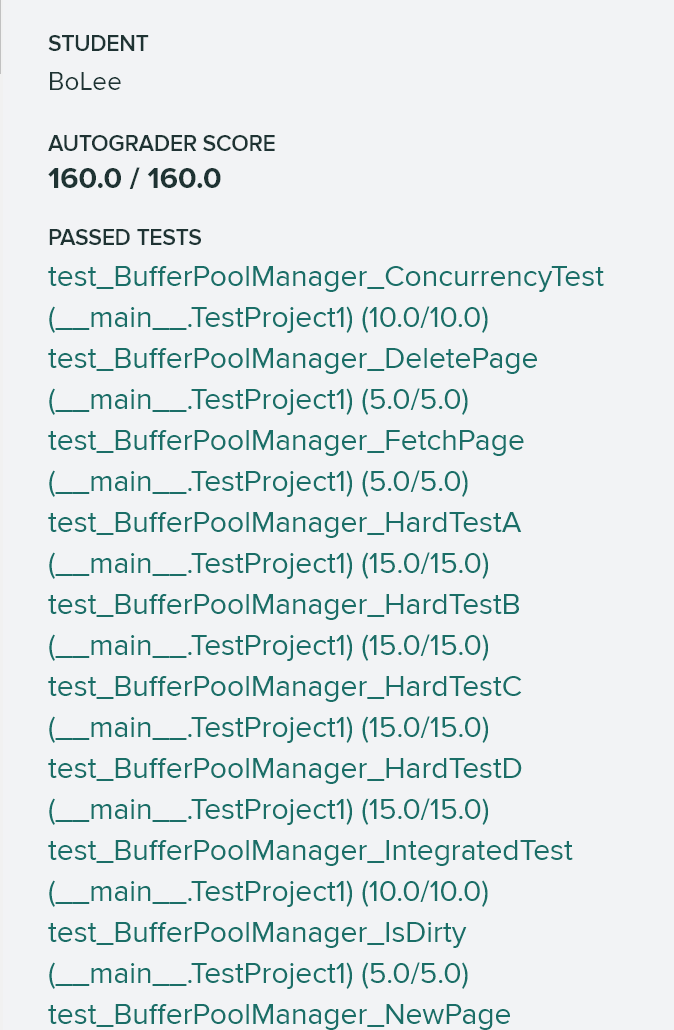 STUDENT
BoLee
AUTOGRADER SCORE
160.0 / 160.0
PASSED TESTS
test_BufferPoolManager_ConcurrencyTest
(__main__.TestProject1) (10.0/10.0)
test_BufferPoolManager_DeletePage
(__main__.TestProject1) (5.0/5.0)
test_BufferPoolManager_FetchPage
(__main__.TestProject1) (5.0/5.0)
test_BufferPoolManager_HardTestA
(__main__.TestProject1) (15.0/15.0)
test_BufferPoolManager_HardTestB
(__main__.TestProject1) (15.0/15.0)
test_BufferPoolManager_HardTestC
(__main__.TestProject1) (15.0/15.0)
test_BufferPoolManager_HardTestD
(__main__.TestProject1) (15.0/15.0)
test_BufferPoolManager_IntegratedTest
(__main__.TestProject1) (10.0/10.0)
test_BufferPoolManager_IsDirty
(__main__.TestProject1) (5.0/5.0)
test_BufferPoolManager_NewPage